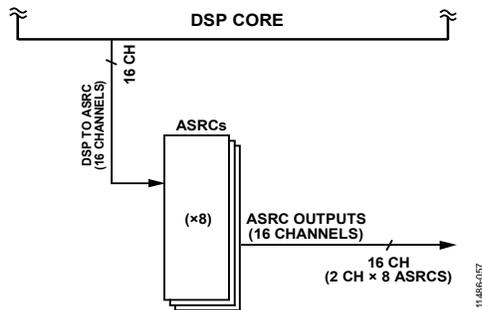 DSP CORE
16 CH
DSP TO ASRC
(16 CHANNELS)
ASRCs
(×8)
ASRC OUTPUTS
(16 CHANNELS)
16 CH
(2 CH × 8 ASRCS)
11486-057